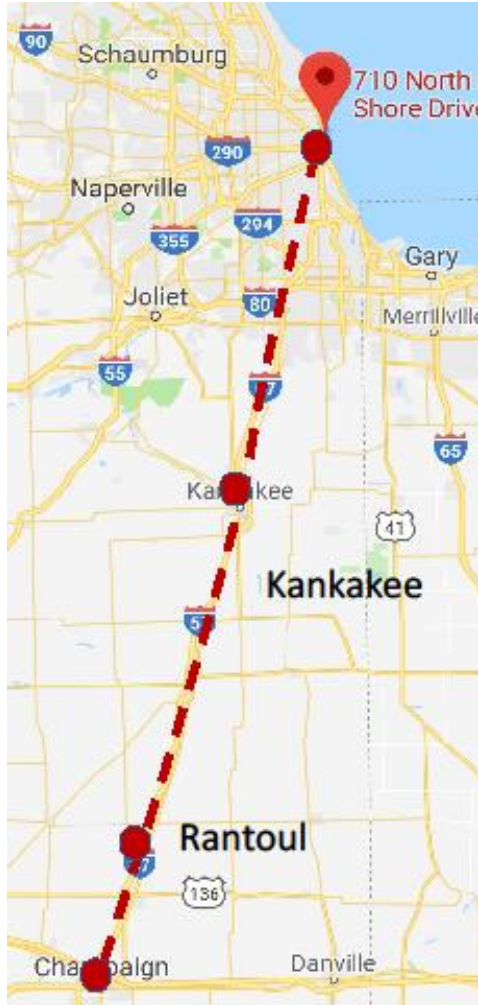 90
Schaumburg
710 North
Shore Drive
290
Naperville
294
355
Gary
80
Joliet
Merrillville
55
65
41
Kankakee
Rantoul
136
Danville